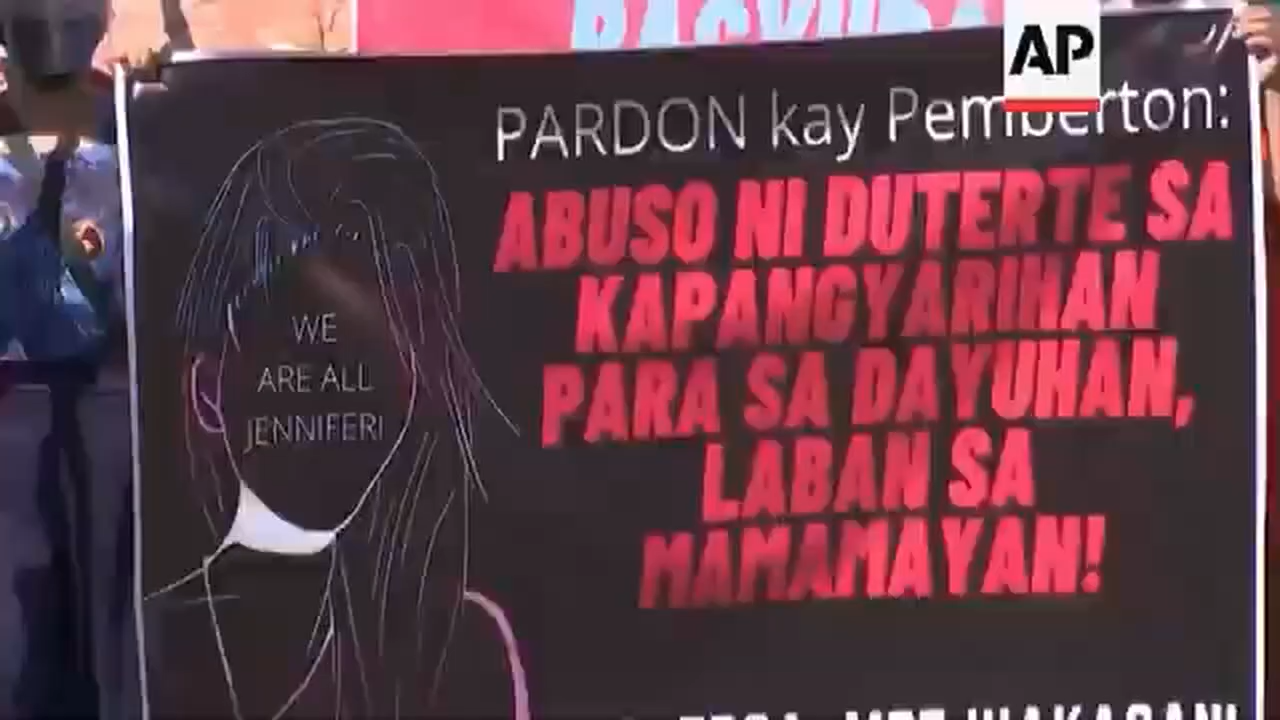 AP
PARDON kay Pemberton:
ABUSO NI DUTERTE SA
KAPANGYARIHAN
PARA SA DAYUHAN,
LABAN SA
MAMAMAYAN!
WE
ARE ALL
JENNIFER!